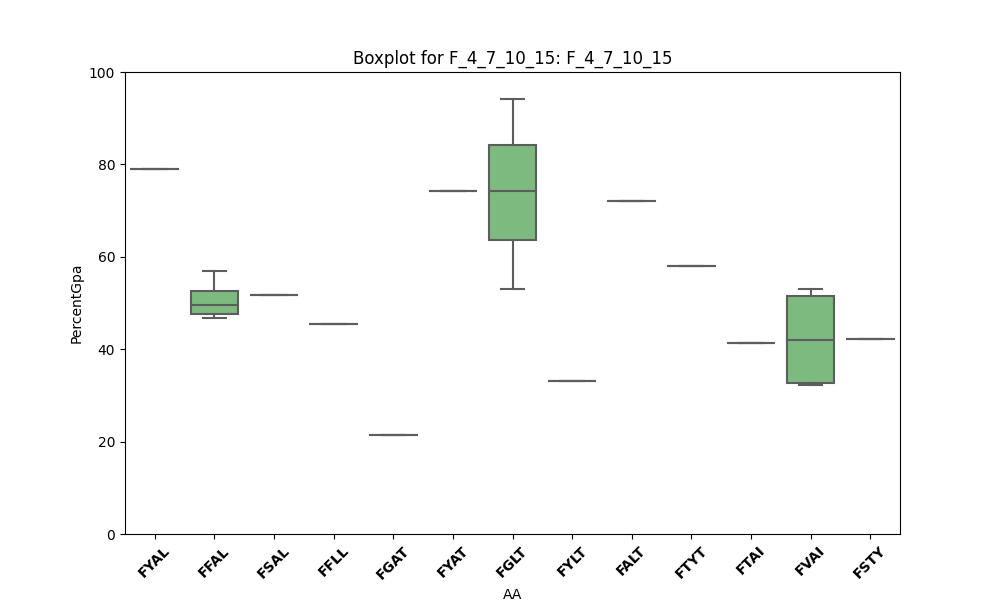 Boxplot for F_4_7_10_15: F_4_7_10_15
100
80
60
40
20
0
PercentGpa
FYAL FFAL FSAL FFLL FGAT FYAT FGLT FYLT FALT FTYT FTAI FVAI FSTY
AA